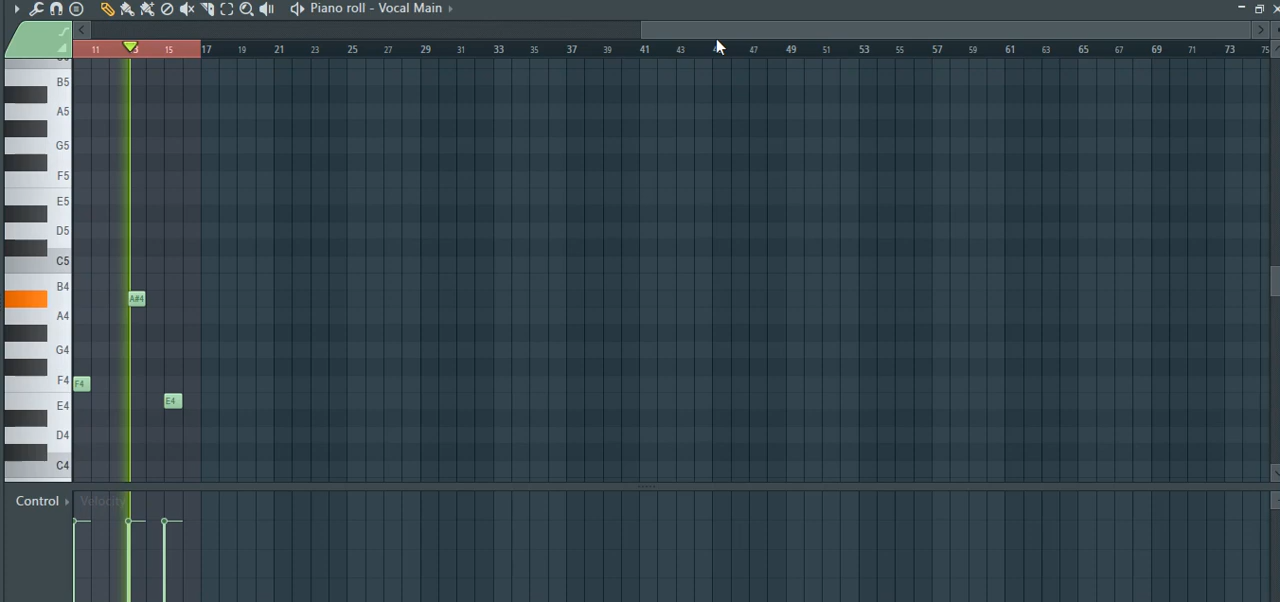 Piano roll - Vocal Main
11 13 15 17 19 21 23 25 27 29 31 33 35 37 39 41 43 47 49 51 53 55 57 59 61 63 65 67 69 71 73 75
B5
A5
G5
F5
E5
D5
C5
B4
A#4
A4
G4
F4 F4
E4 E4
D4
C4
Control Velocity